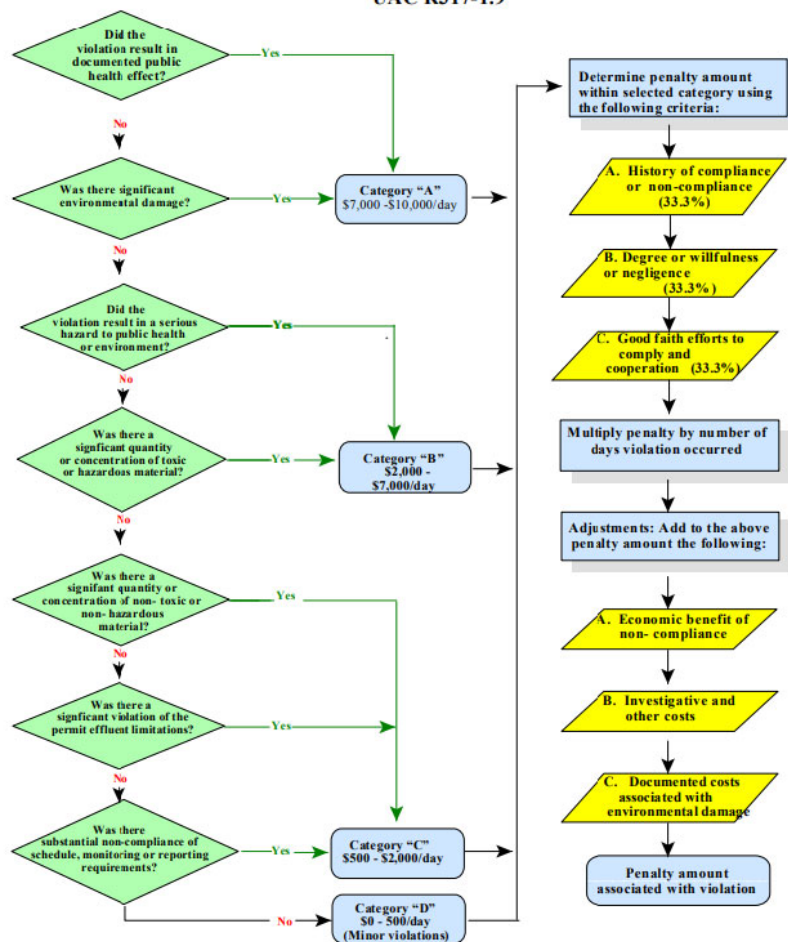 UAC R317-1.9
Did the
violation result in
documented public
health effect?
Yes
No
Was there significant
environmental damage?
Yes
Category “A”
$7,000 -$10,000/day
No
Did the
violation result in a serious
hazard to public health
or environment?
Yes
No
Was there a
signficant quantity
or concentration of toxic
or hazardous material?
Yes
Category “B”
$2,000 -
$7,000/day
No
Was there a
signifant quantity or
concentration of non- toxic or
non- hazardous
material?
Yes
No
Was there a
signficant violation of the
permit effluent limitations?
Yes
No
Was there
substantial non-compliance of
schedule, monitoring or reporting
requirements?
Yes
Category “C”
$500 - $2,000/day
No
Category “D”
$0 - 500/day
(Minor violations)
Determine penalty amount
within selected category using
the following criteria:
A. History of compliance
or non-compliance
(33.3%)
B. Degree or willfulness
or negligence
(33.3%)
C. Good faith efforts to
comply and
cooperation (33.3%)
Multiply penalty by number of
days violation occurred
Adjustments: Add to the above
penalty amount the following:
A. Economic benefit of
non- compliance
B. Investigative and
other costs
C. Documented costs
associated with
environmental damage
Penalty amount
associated with violation